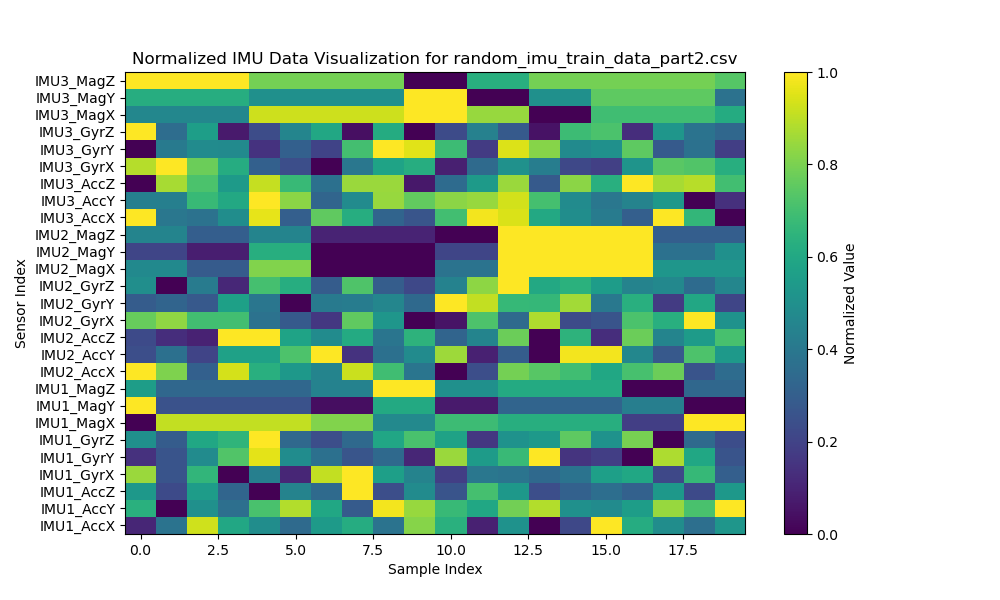 Normalized IMU Data Visualization for random_imu_train_data_part2.csv
IMU3_MagZ
IMU3_MagY
IMU3_MagX
IMU3_GyrZ
IMU3_GyrY
IMU3_GyrX
IMU3_AccZ
IMU3_AccY
IMU3_AccX
IMU2_MagZ
IMU2_MagY
IMU2_MagX
IMU2_GyrZ
IMU2_GyrY
IMU2_GyrX
IMU2_AccZ
IMU2_AccY
IMU2_AccX
IMU1_MagZ
IMU1_MagY
IMU1_MagX
IMU1_GyrZ
IMU1_GyrY
IMU1_GyrX
IMU1_AccZ
IMU1_AccY
IMU1_AccX
Sensor Index
0.0 2.5 5.0 7.5 10.0 12.5 15.0 17.5
Sample Index
1.0
0.8
0.6
0.4
0.2
0.0
Normalized Value